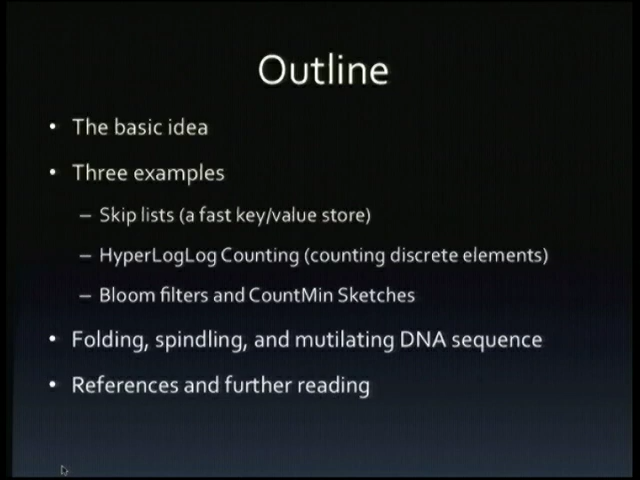 Outline
• The basic idea
• Three examples
– Skip lists (a fast key/value store)
– HyperLogLog Counting (counting discrete elements)
– Bloom filters and CountMin Sketches
• Folding, spindling, and mutilating DNA sequence
• References and further reading